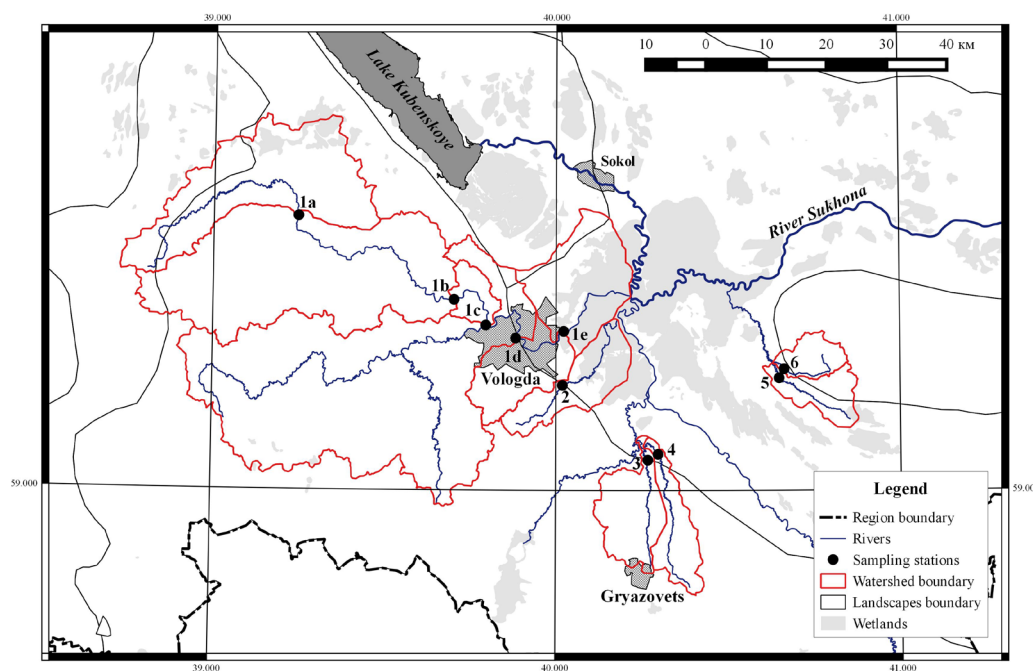 39.000 40.000 41.000
10 0 10 20 30 40 км
Lake Kubenskoye
Sokol
River Sukhona
1a
1b
1c
1d
1e
Vologda
2
6
5
4
3
59.000
59.00
Gryazovets
Legend
Region boundary
Rivers
Sampling stations
Watershed boundary
Landscapes boundary
Wetlands
39.000 40.000 41.000